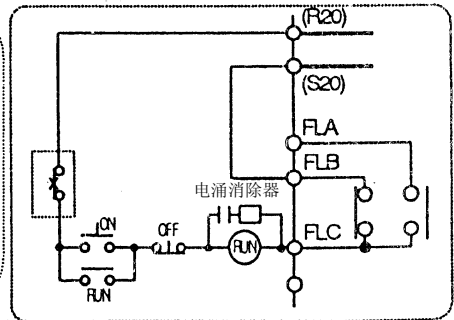 (R20)
(S20)
FLA
FLB
电涌消除器
ON
OFF
RUN
FLC
RUN